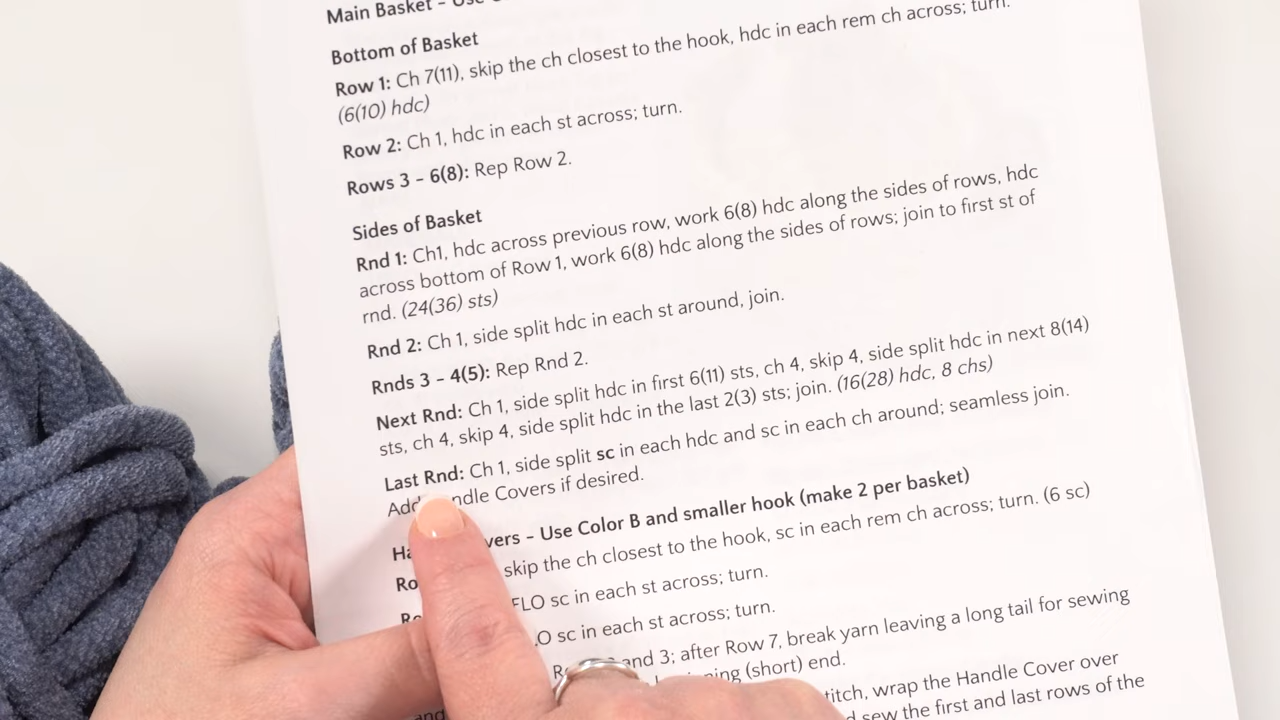 Main Basket – Use
Bottom of Basket
Row 1: Ch 7(11), skip the ch closest to the hook, hdc in each rem ch across; turn.
(6(10) hdc)
Row 2: Ch 1, hdc in each st across; turn.
Rows 3 – 6(8): Rep Row 2.
Sides of Basket
Rnd 1: Ch1, hdc across previous row, work 6(8) hdc along the sides of rows, hdc
across bottom of Row 1, work 6(8) hdc along the sides of rows; join to first st of
rnd. (24(36) sts)
Rnd 2: Ch 1, side split hdc in each st around, join.
Rnds 3 – 4(5): Rep Rnd 2.
Next Rnd: Ch 1, side split hdc in first 6(11) sts, ch 4, skip 4, side split hdc in next 8(14)
sts, ch 4, skip 4, side split hdc in the last 2(3) sts; join. (16(28) hdc, 8 chs)
Last Rnd: Ch 1, side split sc in each hdc and sc in each ch around; seamless join.
Add ndle Covers if desired.
Ha vers – Use Color B and smaller hook (make 2 per basket)
Ro skip the ch closest to the hook, sc in each rem ch across; turn. (6 sc)
FLO sc in each st across; turn.
LO sc in each st across; turn.
and 3; after Row 7, break yarn leaving a long tail for sewing
(short) end.
titch, wrap the Handle Cover over
and sew the first and last rows of the